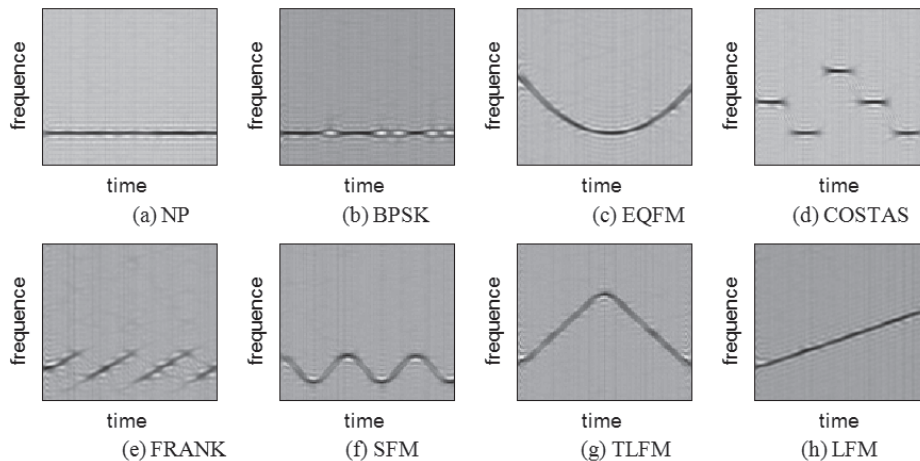 frequence
time
(a) NP
frequence
time
(b) BPSK
frequence
time
(c) EQFM
frequence
time
(d) COSTAS
frequence
time
(e) FRANK
frequence
time
(f) SFM
frequence
time
(g) TLFM
frequence
time
(h) LFM